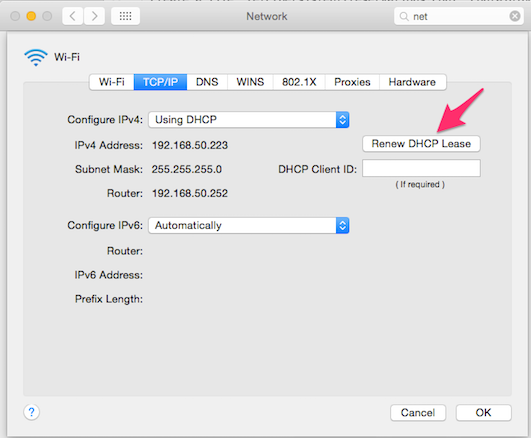 Network
net
Wi-Fi
Wi-Fi TCP/IP DNS WINS 802.1X Proxies Hardware
Configure IPv4: Using DHCP
IPv4 Address: 192.168.50.223 Renew DHCP Lease
Subnet Mask: 255.255.255.0 DHCP Client ID:
( If required )
Router: 192.168.50.252
Configure IPv6: Automatically
Router:
IPv6 Address:
Prefix Length:
? Cancel OK